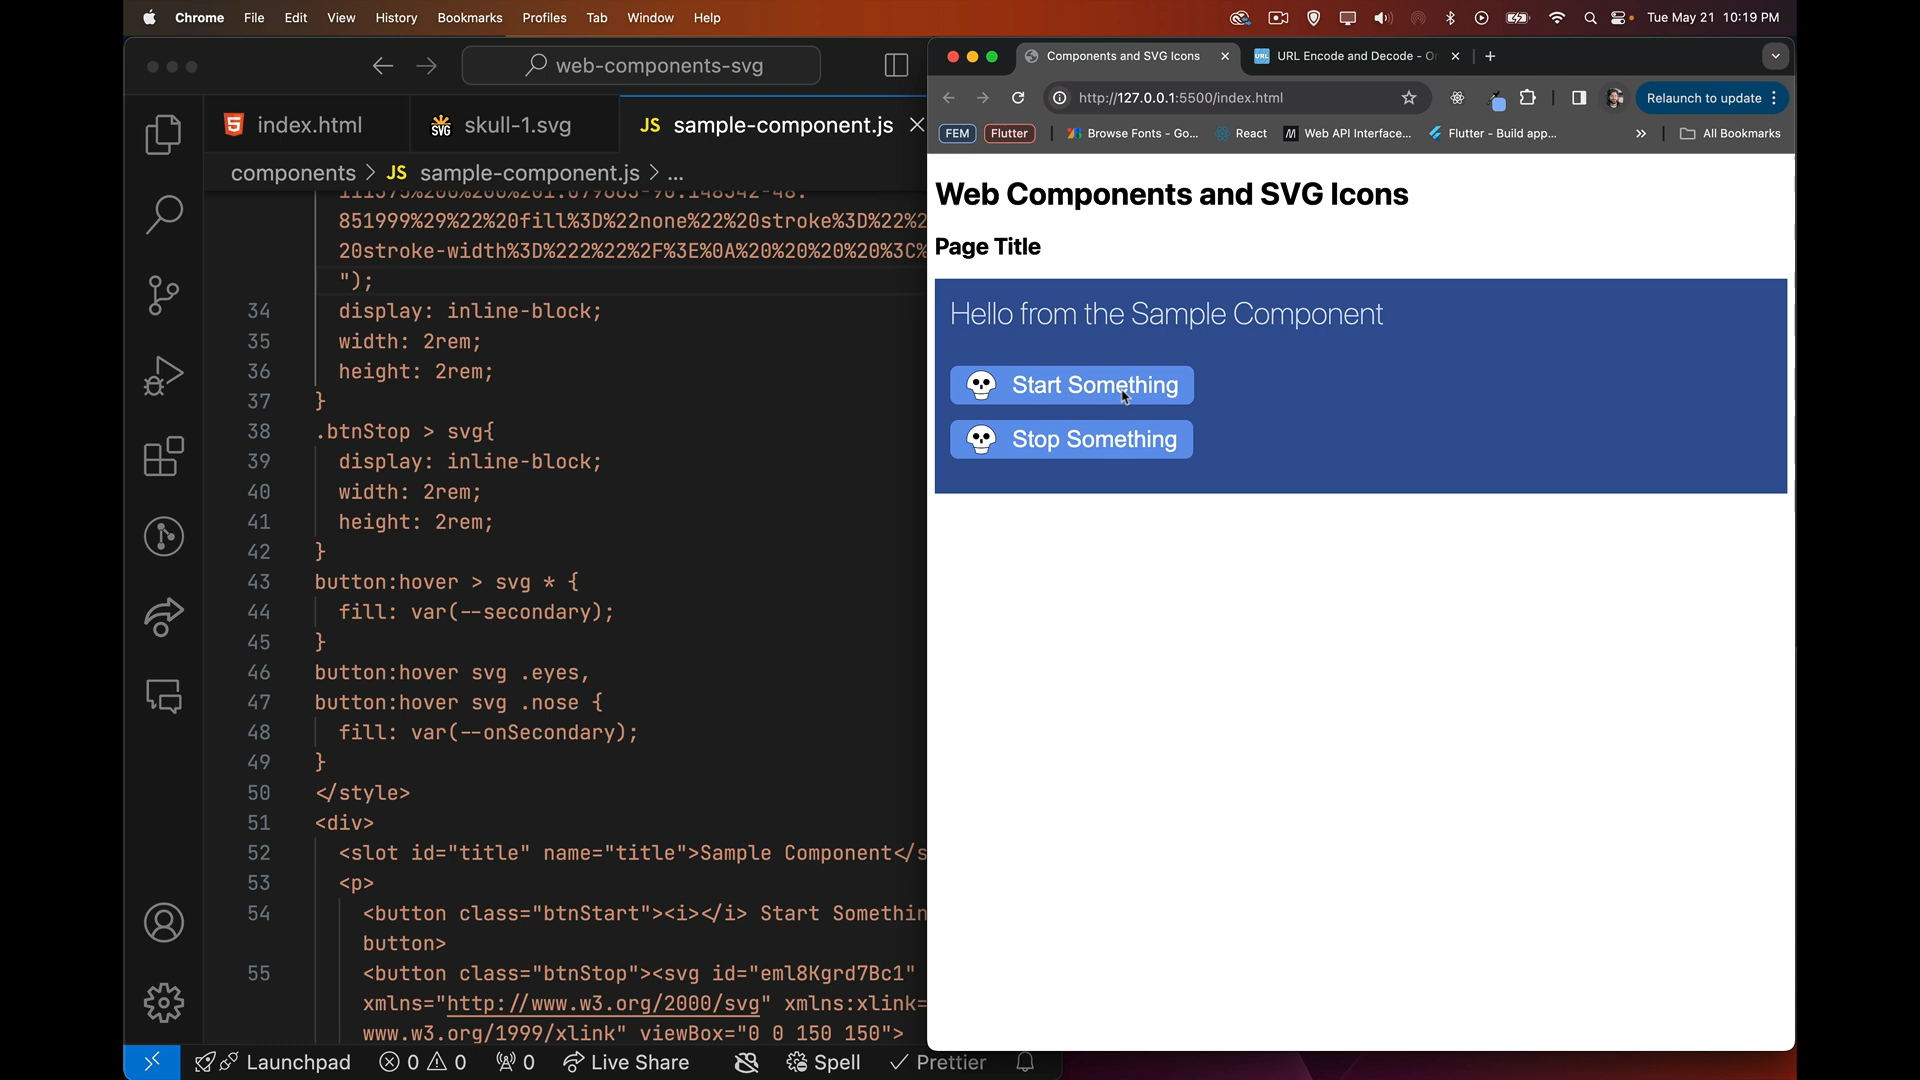 Chrome File Edit View History Bookmarks Profiles Tab Window Help
Tue May 21 10:19 PM
web-components-svg
index.html
skull-1.svg
JS sample-component.js
components > JS sample-component.js > ...
851999%29%22%20fill%3D%22none%22%20stroke%3D%22%2
20stroke-width%3D%222%22%2F%3E%0A%20%20%20%20%3C%
");
34 display: inline-block;
35 width: 2rem;
36 height: 2rem;
37 }
38 .btnStop > svg{
39 display: inline-block;
40 width: 2rem;
41 height: 2rem;
42 }
43 button:hover > svg * {
44 fill: var(--secondary);
45 }
46 button:hover svg .eyes,
47 button:hover svg .nose {
48 fill: var(--onSecondary);
49 }
50 </style>
51 <div>
52 <slot id="title" name="title">Sample Component</s
53 <p>
54 <button class="btnStart"><i></i> Start Somethin
button>
55 <button class="btnStop"><svg id="eml8Kgrd7Bc1"
xmlns="http://www.w3.org/2000/svg" xmlns:xlink=
www.w3.org/1999/xlink" viewBox="0 0 150 150">
Launchpad 0 0 0 Live Share Spell Prettier
Components and SVG Icons
URL Encode and Decode - O
http://127.0.0.1:5500/index.html
Relaunch to update
FEM Flutter Browse Fonts - Go... React Web API Interface... Flutter - Build app... » All Bookmarks
Web Components and SVG Icons
Page Title
Hello from the Sample Component
Start Something
Stop Something